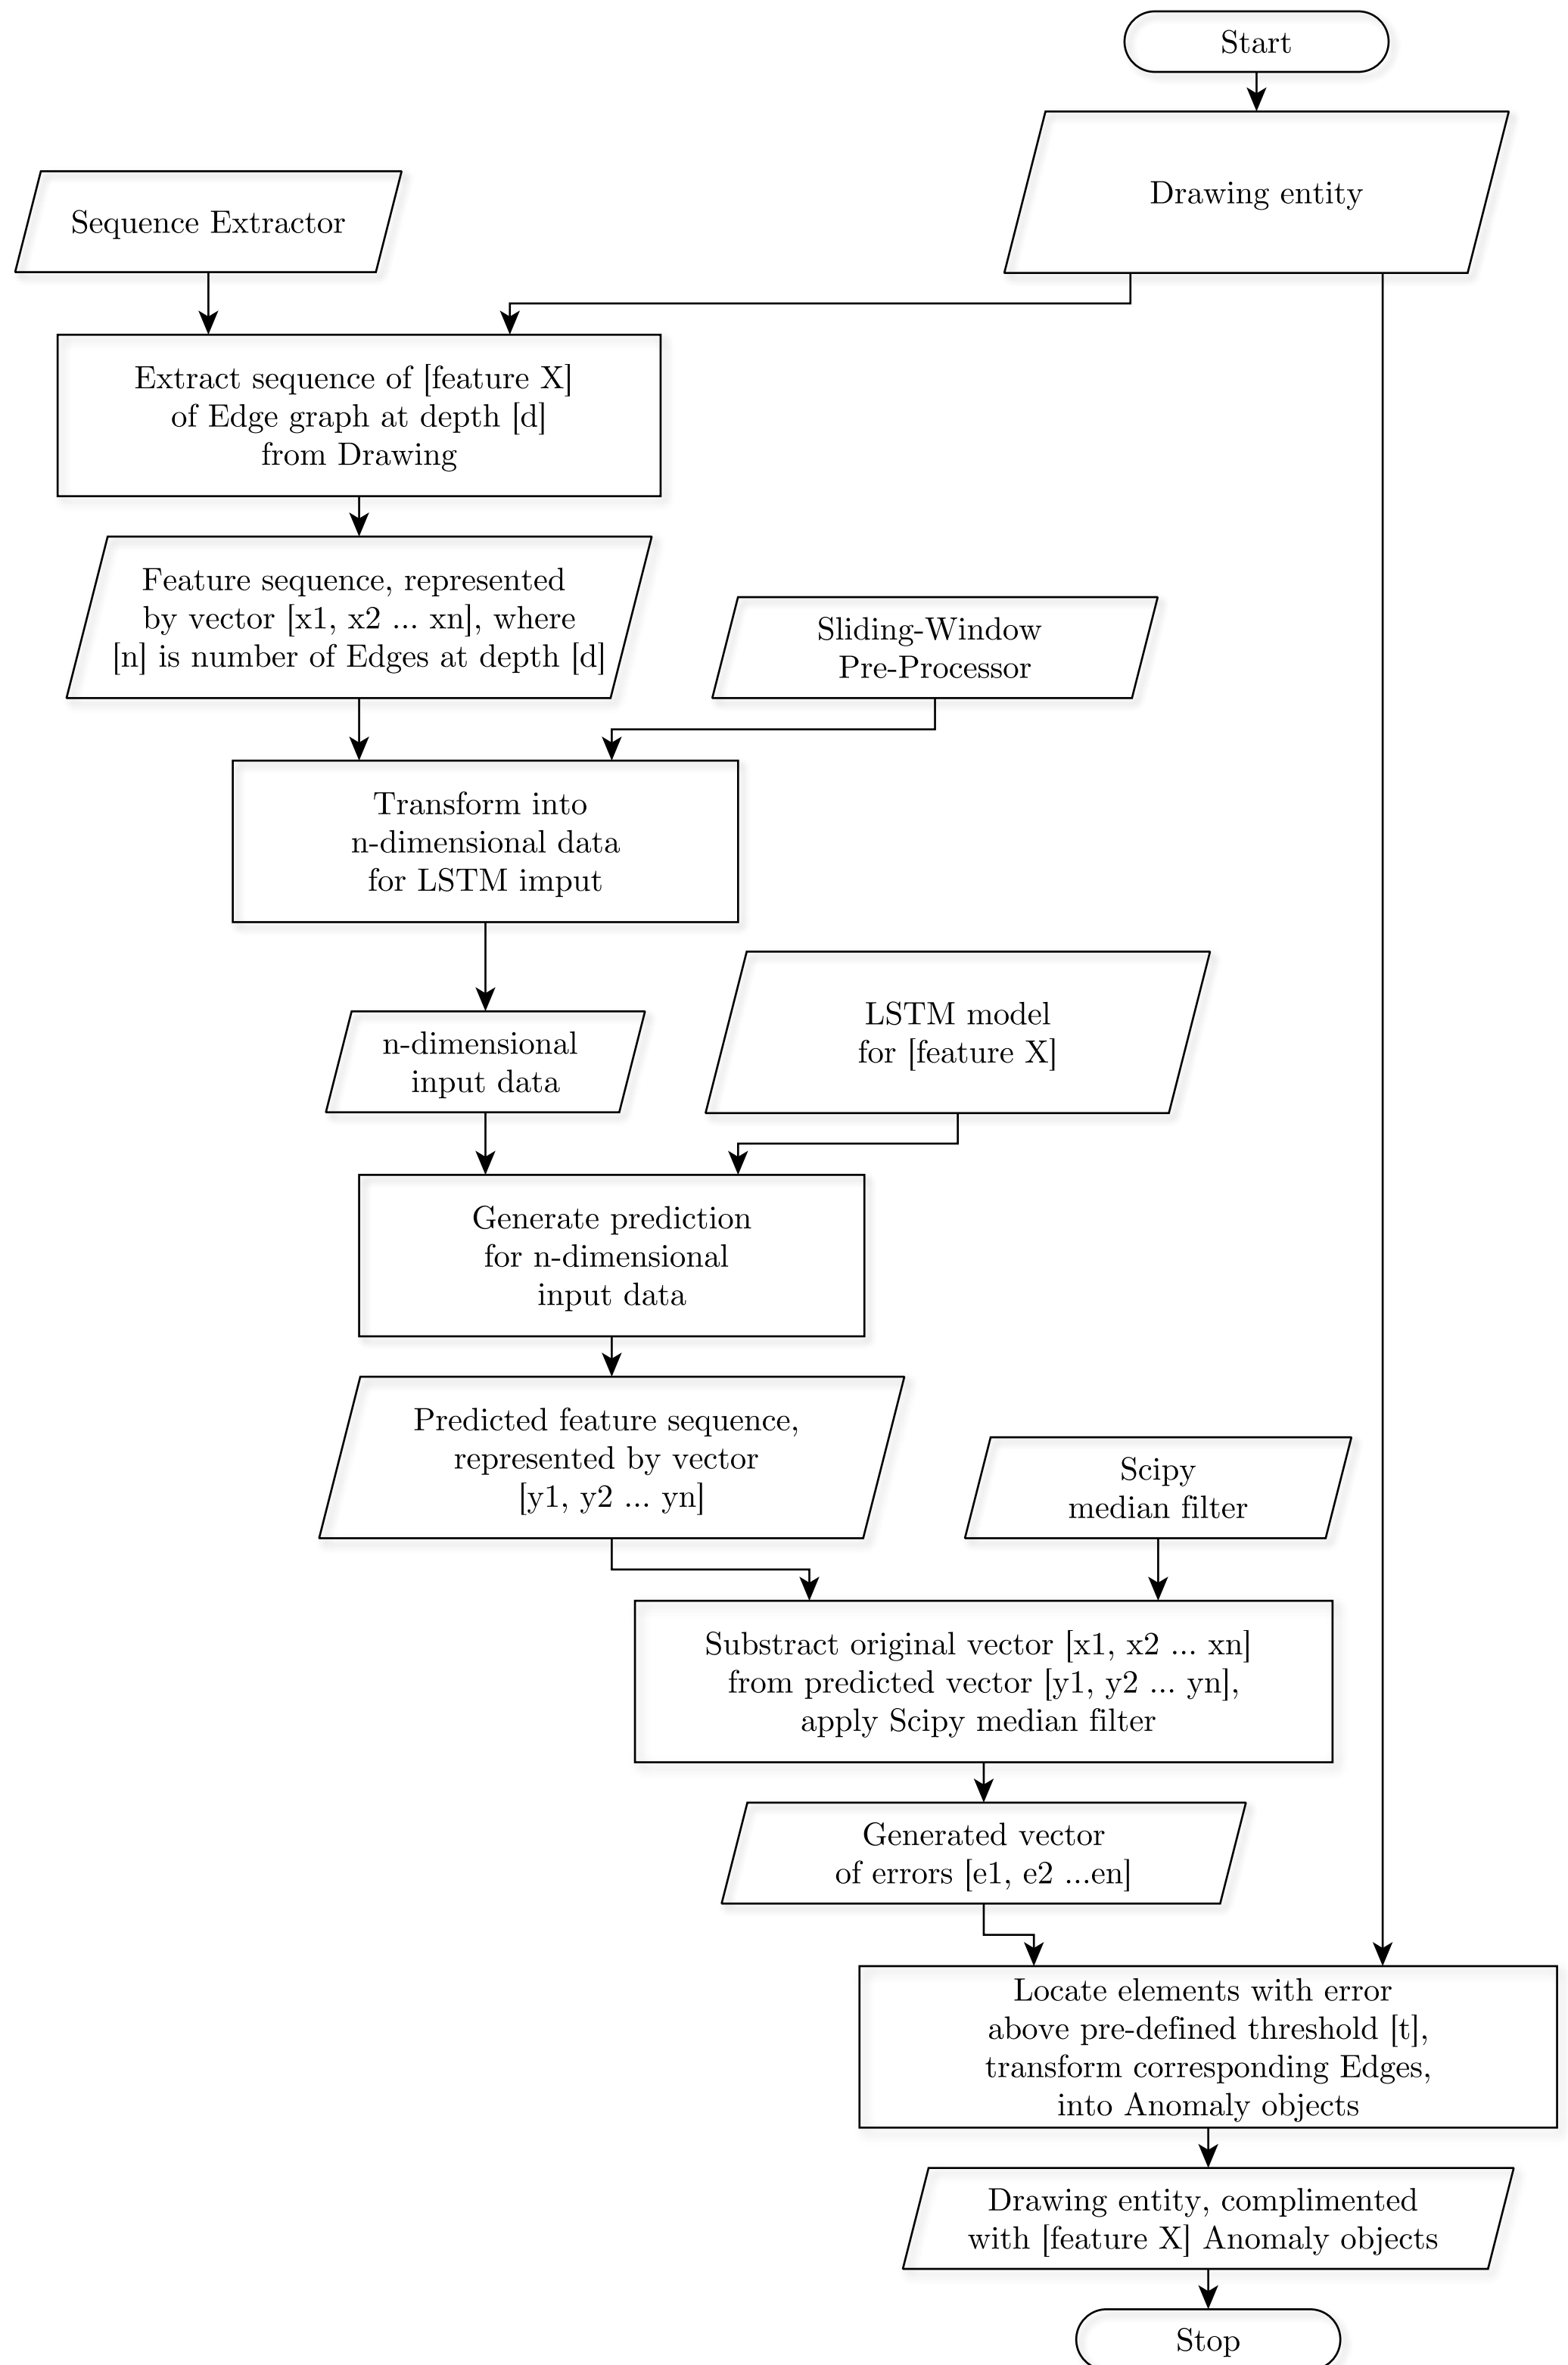 Start
Drawing entity
Sequence Extractor
Extract sequence of [feature X]
of Edge graph at depth [d]
from Drawing
Feature sequence, represented
by vector [x1, x2 ... xn], where
[n] is number of Edges at depth [d]
Sliding-Window
Pre-Processor
Transform into
n-dimensional data
for LSTM imput
LSTM model
for [feature X]
n-dimensional
input data
Generate prediction
for n-dimensional
input data
Predicted feature sequence,
represented by vector
[y1, y2 ... yn]
Scipy
median filter
Substract original vector [x1, x2 ... xn]
from predicted vector [y1, y2 ... yn],
apply Scipy median filter
Generated vector
of errors [e1, e2 ...en]
Locate elements with error
above pre-defined threshold [t],
transform corresponding Edges,
into Anomaly objects
Drawing entity, complimented
with [feature X] Anomaly objects
Stop